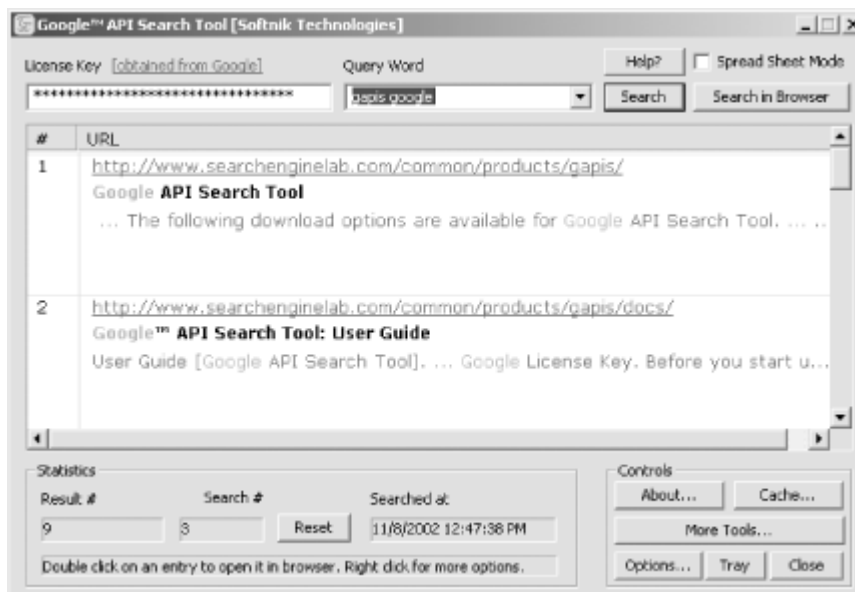 Google™ API Search Tool [Softnik Technologies]
License Key [obtained from Google] Query Word Help? Spread Sheet Mode
******************************** gapis google Search Search in Browser
# URL
1 http://www.searchenginelab.com/common/products/gapis/
Google API Search Tool
... The following download options are available for Google API Search Tool. ... ..
2 http://www.searchenginelab.com/common/products/gapis/docs/
Google™ API Search Tool: User Guide
User Guide [Google API Search Tool]. ... Google License Key. Before you start u...
Statistics Controls
Result # Search # Searched at About... Cache...
9 3 Reset 11/8/2002 12:47:38 PM More Tools...
Double click on an entry to open it in browser. Right click for more options. Options... Tray Close